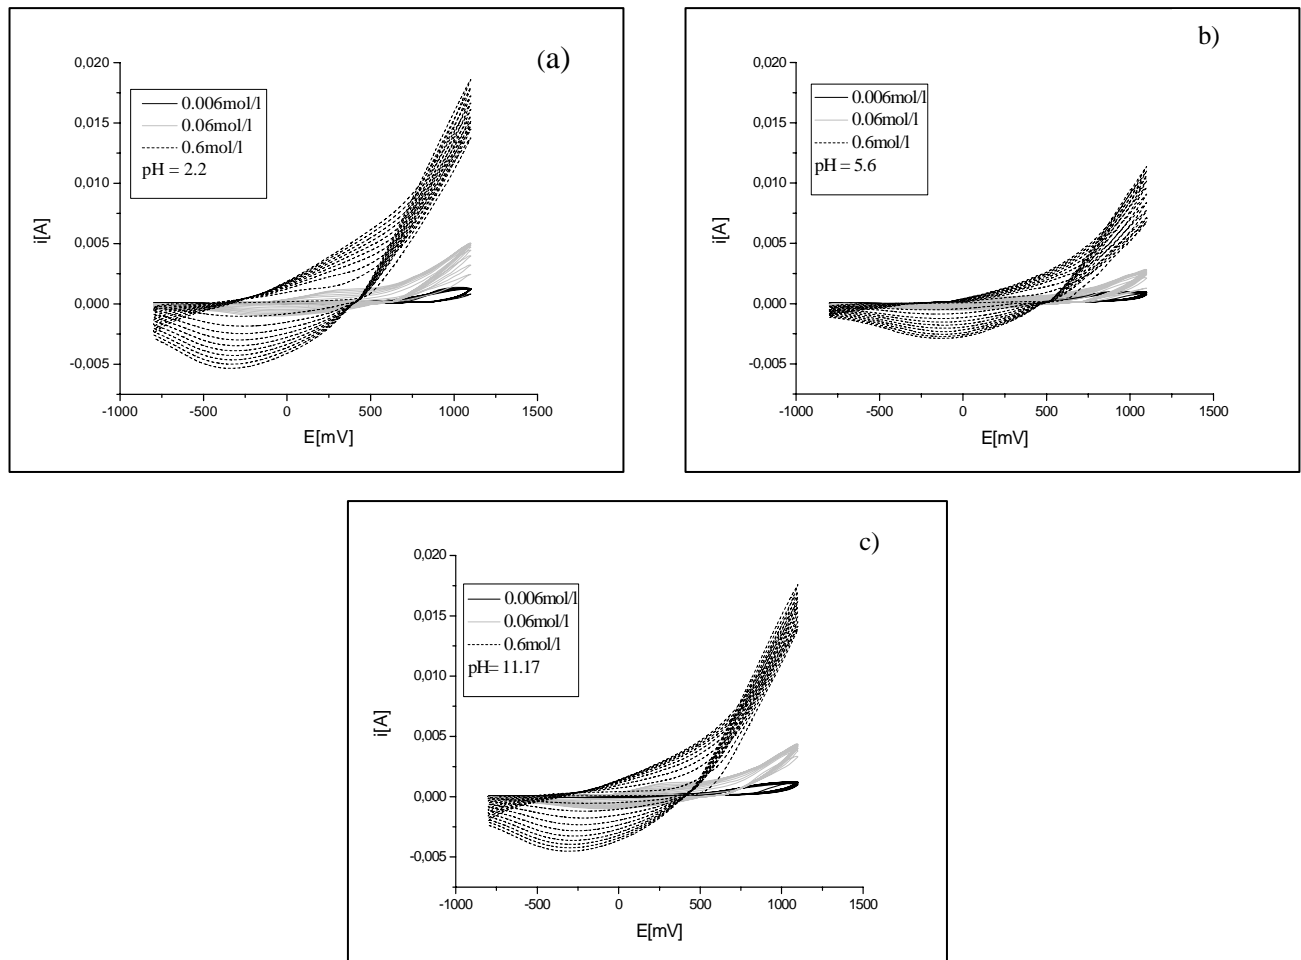 (a)
0,020
0,015
0,010
0,005
0,000
-0,005
i[A]
0.006mol/l
0.06mol/l
0.6mol/l
pH = 2.2
-1000 -500 0 500 1000 1500
E[mV]
b)
0,020
0,015
0,010
0,005
0,000
-0,005
i[A]
0.006mol/l
0.06mol/l
0.6mol/l
pH = 5.6
-1000 -500 0 500 1000 1500
E[mV]
c)
0,020
0,015
0,010
0,005
0,000
-0,005
i[A]
0.006mol/l
0.06mol/l
0.6mol/l
pH= 11.17
-1000 -500 0 500 1000 1500
E[mV]